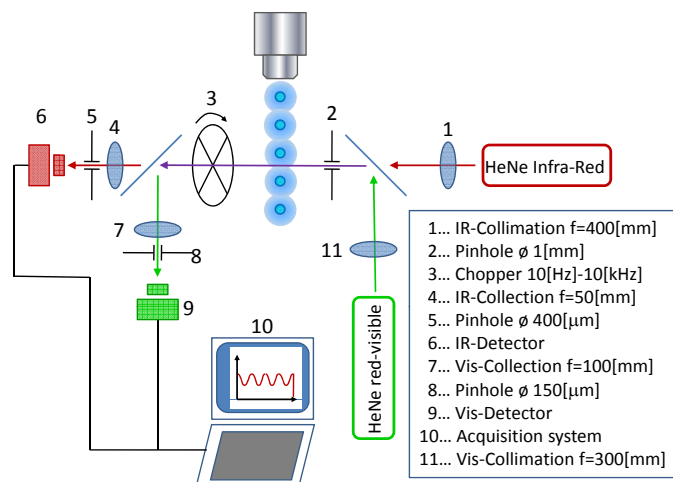 3
2
1
5
4
6
HeNe Infra-Red
7
8
9
10
11
HeNe red-visible
1... IR-Collimation f=400[mm]
2... Pinhole ø 1[mm]
3... Chopper 10[Hz]-10[kHz]
4... IR-Collection f=50[mm]
5... Pinhole ø 400[µm]
6... IR-Detector
7... Vis-Collection f=100[mm]
8... Pinhole ø 150[µm]
9... Vis-Detector
10... Acquisition system
11... Vis-Collimation f=300[mm]